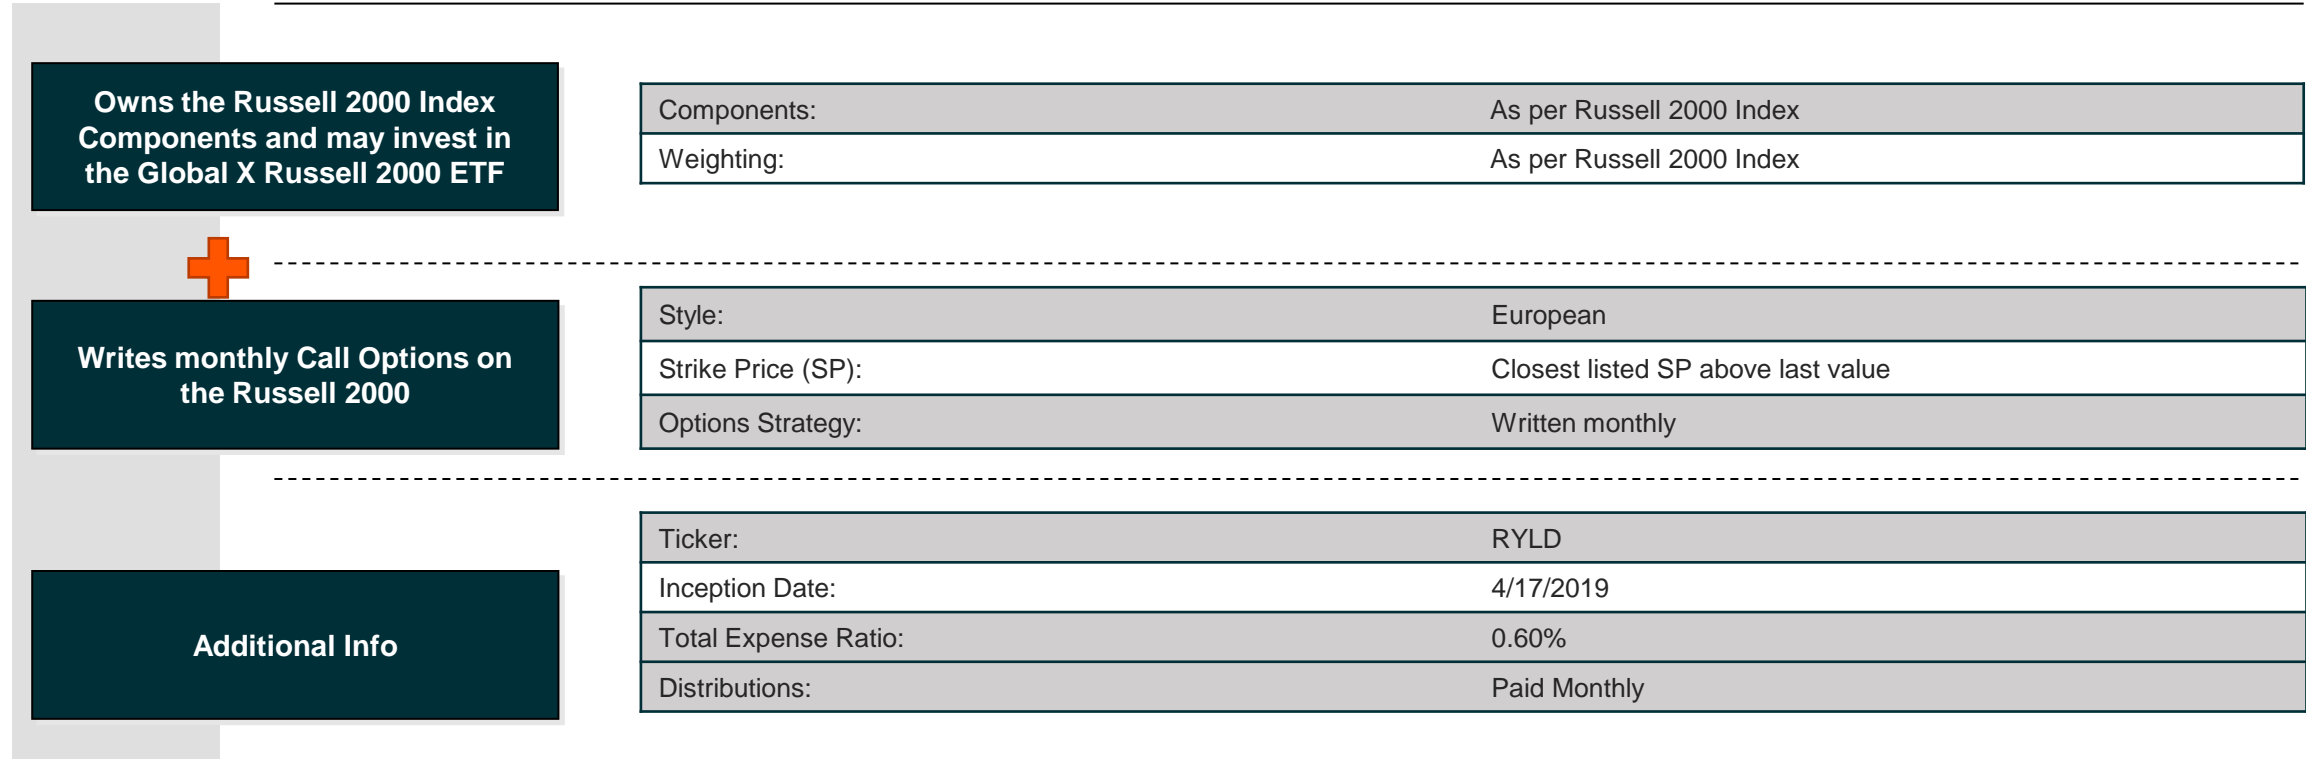 Owns the Russell 2000 Index
Components and may invest in
the Global X Russell 2000 ETF
Components: As per Russell 2000 Index
Weighting: As per Russell 2000 Index
Writes monthly Call Options on
the Russell 2000
Style: European
Strike Price (SP): Closest listed SP above last value
Options Strategy: Written monthly
Additional Info
Ticker: RYLD
Inception Date: 4/17/2019
Total Expense Ratio: 0.60%
Distributions: Paid Monthly